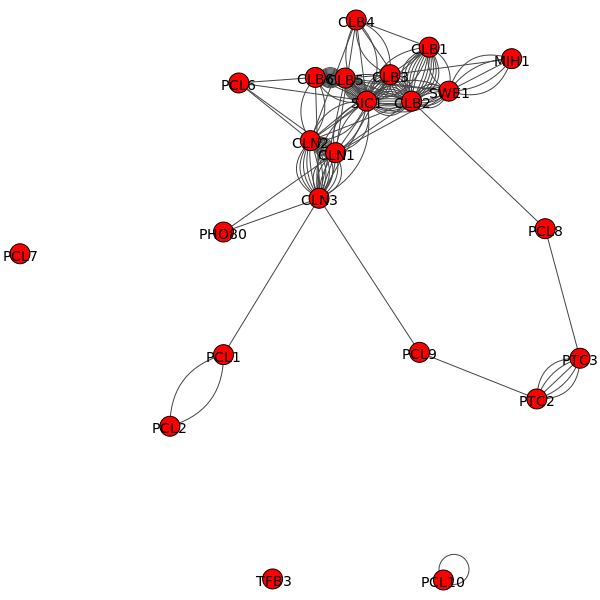 CLB4
CLB1
MIH1
CLB6
CLB5
CLB3
PCL6
SWE1
SIC1
CLB2
CLN2
CLN1
CLN3
PHO80
PCL8
PCL7
PCL1
PCL9
PTC3
PTC2
PCL2
TFB3
PCL10